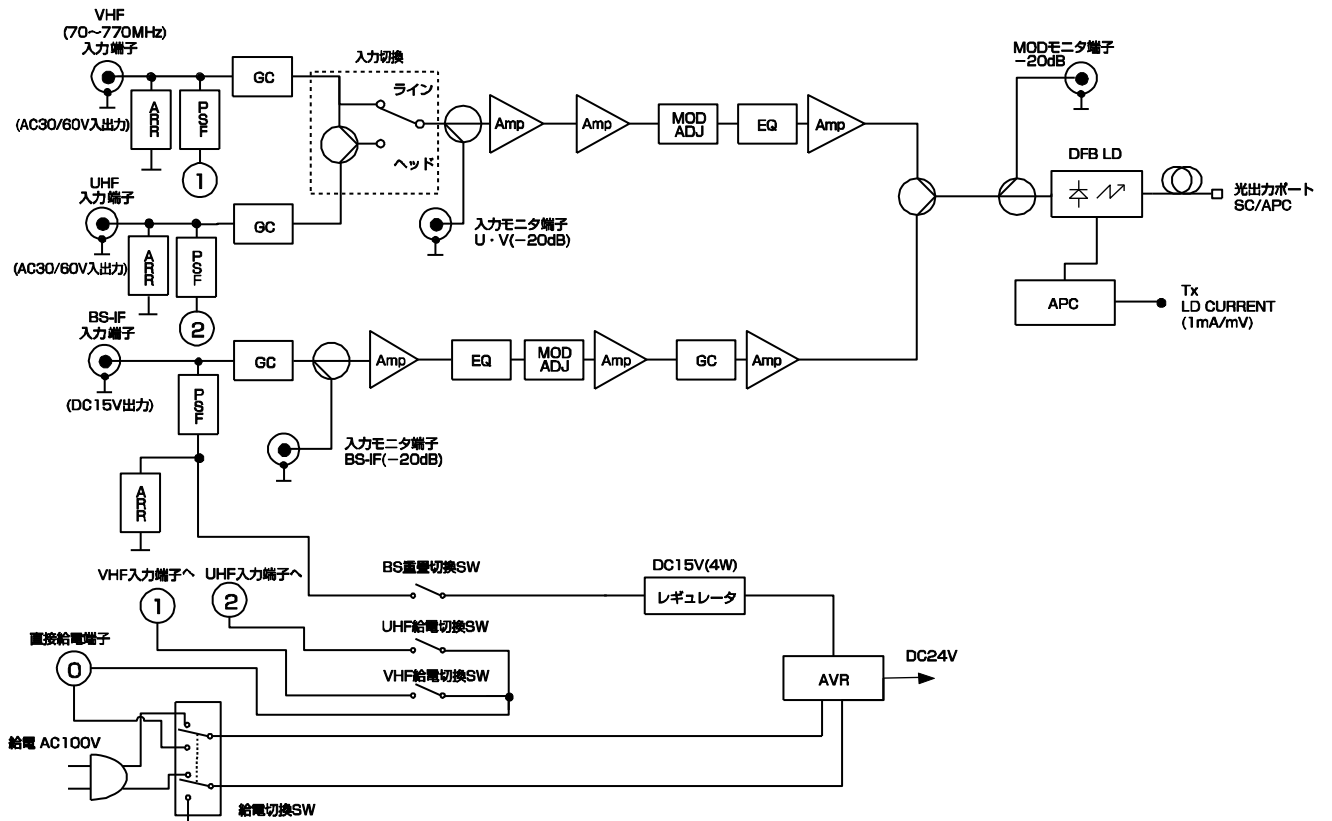 VHF
(70～770MHz)
入力端子
(AC30/60V入出力)
ARR
PSF
1
GC
入力切換
ライン
ヘッド
Amp
Amp
MOD
ADJ
EQ
Amp
MODモニタ端子
−20dB
DFB LD
光出力ポート
SC/APC
UHF
入力端子
(AC30/60V入出力)
ARR
PSF
2
GC
入力モニタ端子
U・V(−20dB)
APC
Tx
LD CURRENT
(1mA/mV)
BS-IF
入力端子
(DC15V出力)
PSF
GC
Amp
EQ
MOD
ADJ
Amp
GC
Amp
入力モニタ端子
BS-IF(−20dB)
ARR
VHF入力端子へ
1
UHF入力端子へ
2
BS重畳切換SW
DC15V(4W)
レギュレータ
UHF給電切換SW
直接給電端子
0
VHF給電切換SW
AVR
DC24V
給電 AC100V
給電切換SW